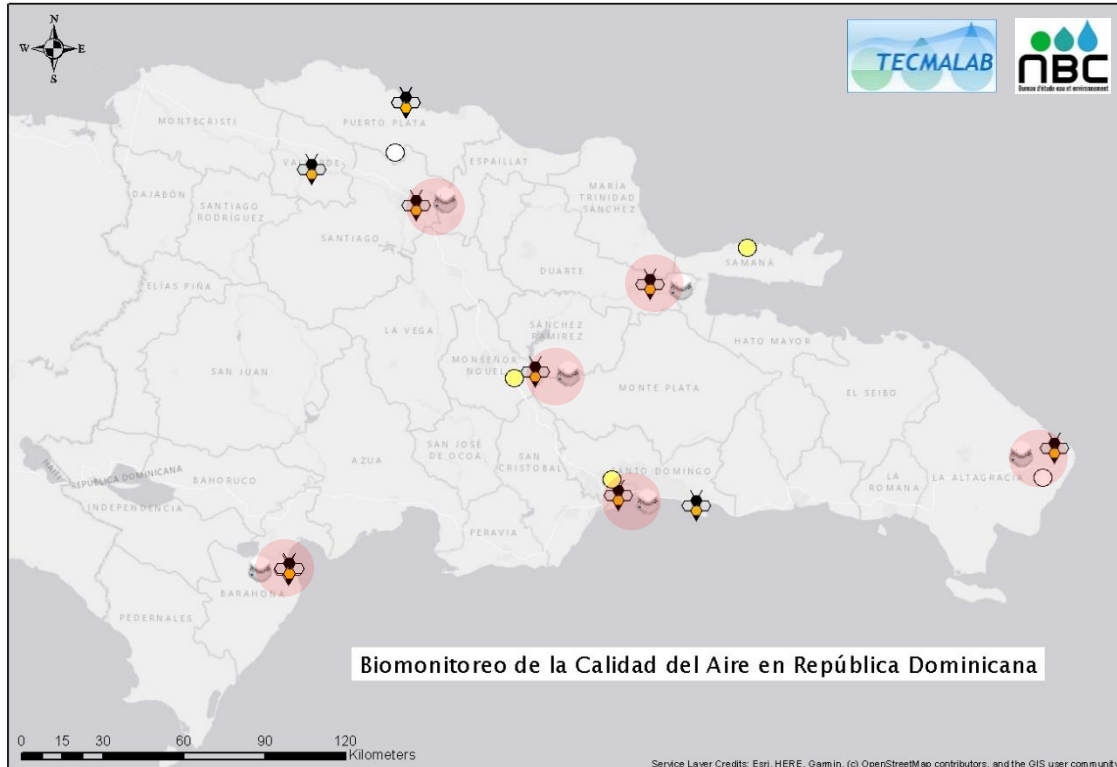 N
W E
S
TECMALAB
NBC
Bureau d'étude eau et environnement
PUERTO PLATA
MONTECRISTI
ESPAILLAT
MARÍA
TRINIDAD
SÁNCHEZ
DAJABÓN
SANTIAGO
RODRÍGUEZ
SANTIAGO
SAMANÁ
DUARTE
ELÍAS PIÑA
LA VEGA
SÁNCHEZ
RAMÍREZ
HATO MAYOR
MONSEÑOR
NOUEL
SAN JUAN
MONTE PLATA
EL SEIBO
SAN JOSÉ
DE OCOA
SAN
CRISTÓBAL
AZUA
ANTO DOMINGO
LA
ROMANA
LA ALTAGRACIA
HAITI
REPÚBLICA DOMINICANA
BAHORUCO
INDEPENDENCIA
PERAVIA
BARAHONA
PEDERNALES
Biomonitoreo de la Calidad del Aire en República Dominicana
0 15 30 60 90 120
Kilometers
Service Layer Credits: Esri, HERE, Garmin, (c) OpenStreetMap contributors, and the GIS user community